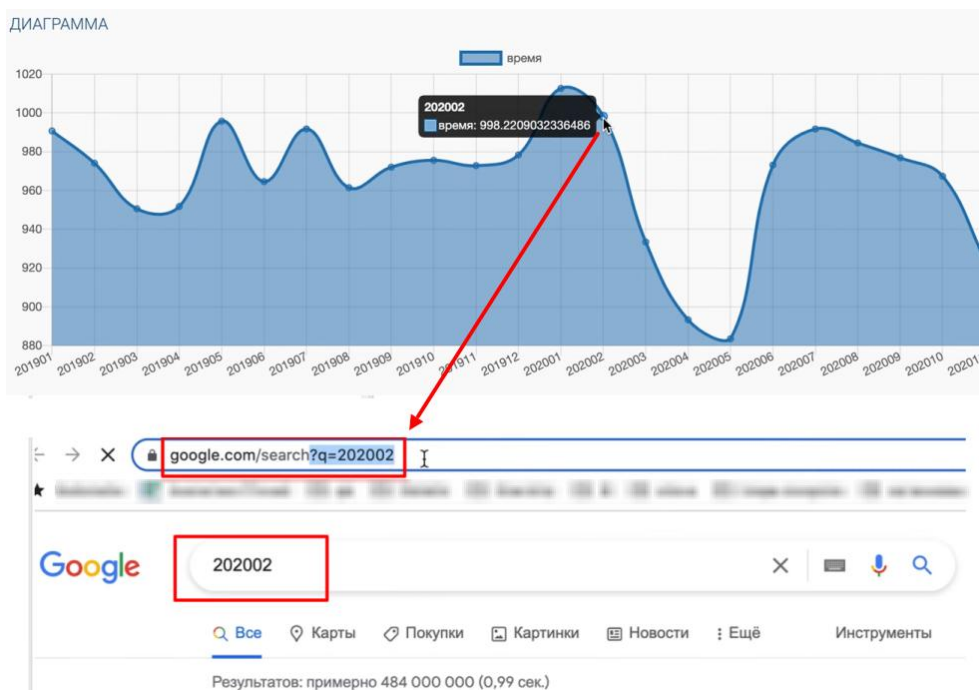 ДИАГРАММА
время
1020
1000
980
960
940
920
900
880
202002
время: 998.2209032336486
201901 201902 201903 201904 201905 201906 201907 201908 201909 201910 201911 201912 202001 202002 202003 202004 202005 202006 202007 202008 202009 202010 20201
google.com/search?q=202002
Google
202002
Все Карты Покупки Картинки Новости Ещё Инструменты
Результатов: примерно 484 000 000 (0,99 сек.)